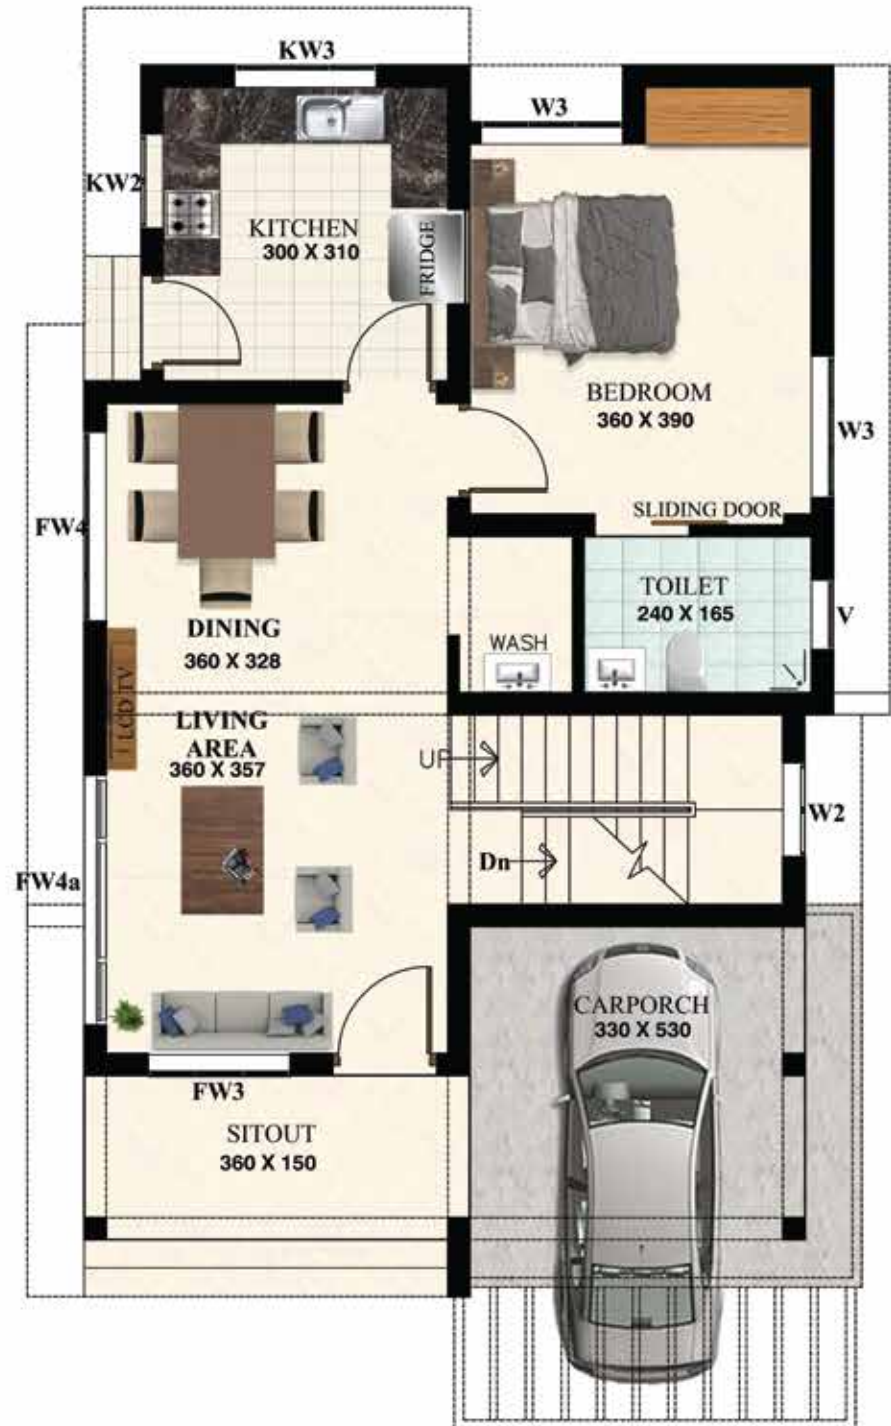 KW3
W3
KW2
KITCHEN
300 X 310
FRIDGE
BEDROOM
360 X 390
W3
FW4
SLIDING DOOR
TOILET
240 X 165
V
DINING
360 X 328
WASH
LCD TV
LIVING
AREA
360 X 357
UP
W2
Dn
FW4a
CARPORCH
330 X 530
FW3
SITOUT
360 X 150